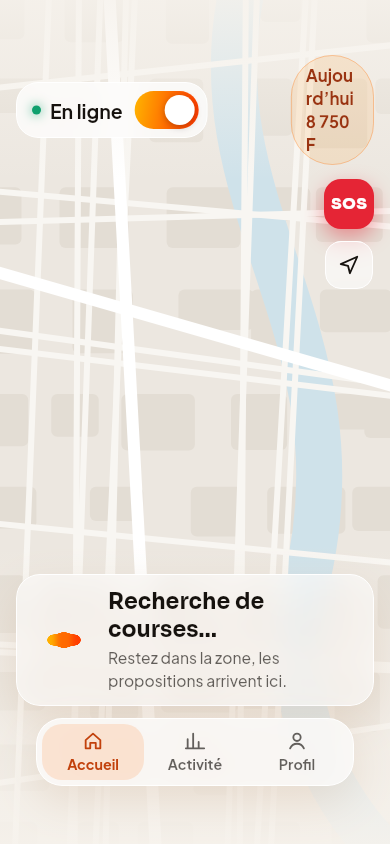 En ligne
Aujou
rd’hui
8 750
F
SOS
Recherche de
courses…
Restez dans la zone, les
propositions arrivent ici.
Accueil
Activité
Profil